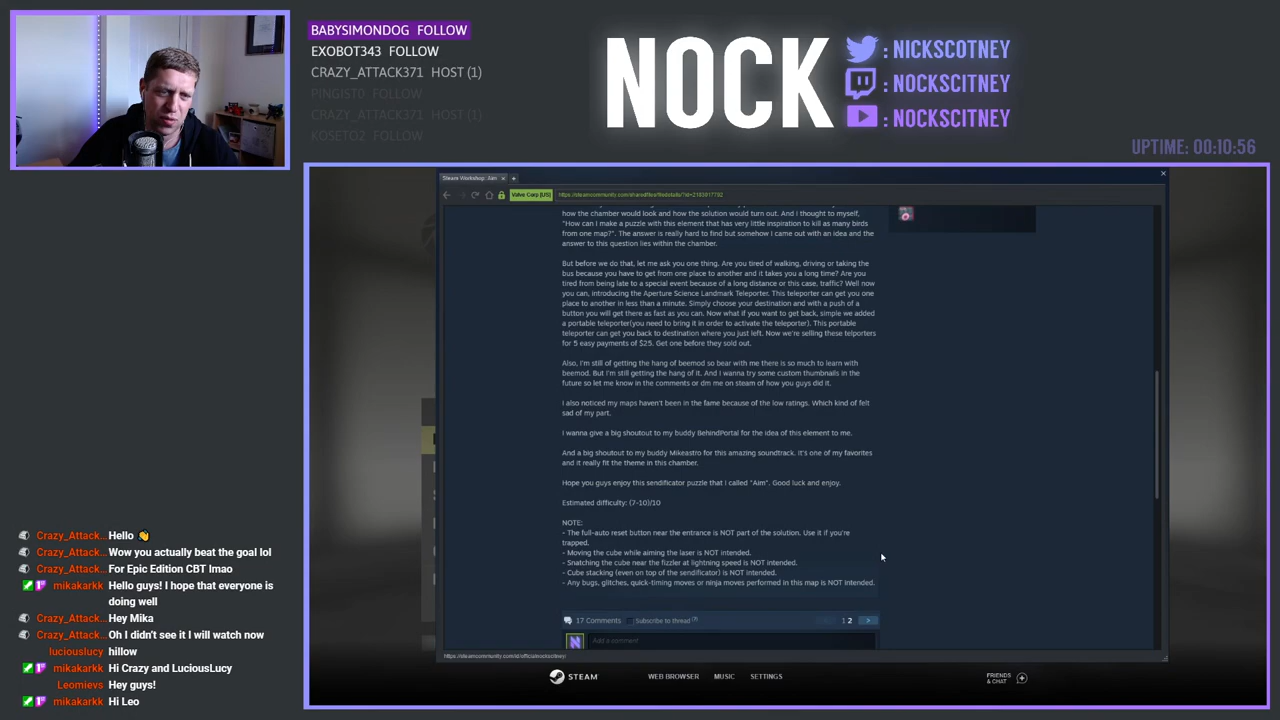 BABYSIMONDOG FOLLOW
EXOBOT343 FOLLOW
CRAZY_ATTACK371 HOST (1)
PINGIST0 FOLLOW
CRAZY_ATTACK371 HOST (1)
KOSETO2 FOLLOW
NOCK
: NICKSCOTNEY
: NOCKSCITNEY
: NOCKSCITNEY
UPTIME: 00:10:56
Steam Workshop: Aim
Valve Corp [US]
how the chamber would look and how the solution would turn out. And I thought to myself,
"How can I make a puzzle with this element that has very little inspiration to kill as many birds
from one map?". The answer is really hard to find but somehow I came out with an idea and the
answer to this question lies within the chamber.
But before we do that, let me ask you one thing. Are you tired of walking, driving or taking the
bus because you have to get from one place to another and it takes you a long time? Are you
tired from being late to a special event because of a long distance or this case, traffic? Well now
you can, introducing the Aperture Science Landmark Teleporter. This teleporter can get you one
place to another in less than a minute. Simply choose your destination and with a push of a
button you will get there as fast as you can. Now what if you want to get back, simple we added
a portable teleporter(you need to bring it in order to activate the teleporter). This portable
teleporter can get you back to destination where you just left. Now we're selling these telporters
for 5 easy payments of $25. Get one before they sold out.
Also, I'm still of getting the hang of beemod so bear with me there is so much to learn with
beemod. But I'm still getting the hang of it. And I wanna try some custom thumbnails in the
future so let me know in the comments or dm me on steam of how you guys did it.
I also noticed my maps haven't been in the fame because of the low ratings. Which kind of felt
sad of my part.
I wanna give a big shoutout to my buddy BehindPortal for the idea of this element to me.
And a big shoutout to my buddy Mikeastro for this amazing soundtrack. It's one of my favorites
and it really fit the theme in this chamber.
Hope you guys enjoy this sendificator puzzle that I called "Aim". Good luck and enjoy.
Estimated difficulty: (7-10)/10
NOTE:
- The full-auto reset button near the entrance is NOT part of the solution. Use it if you're
trapped.
- Moving the cube while aiming the laser is NOT intended.
- Snatching the cube near the fizzler at lightning speed is NOT intended.
- Cube stacking (even on top of the sendificator) is NOT intended.
- Any bugs, glitches, quick-timing moves or ninja moves performed in this map is NOT intended.
17 Comments Subscribe to thread
1 2 >
Add a comment
STEAM
WEB BROWSER MUSIC SETTINGS
FRIENDS
& CHAT
Crazy_Attack... Hello 👋
Crazy_Attack... Wow you actually beat the goal lol
Crazy_Attack... For Epic Edition CBT lmao
mikakarkk Hello guys! I hope that everyone is
doing well
Crazy_Attack... Hey Mika
Crazy_Attack... Oh I didn't see it I will watch now
luciouslucy hillow
mikakarkk Hi Crazy and LuciousLucy
Leomievs Hey guys!
mikakarkk Hi Leo